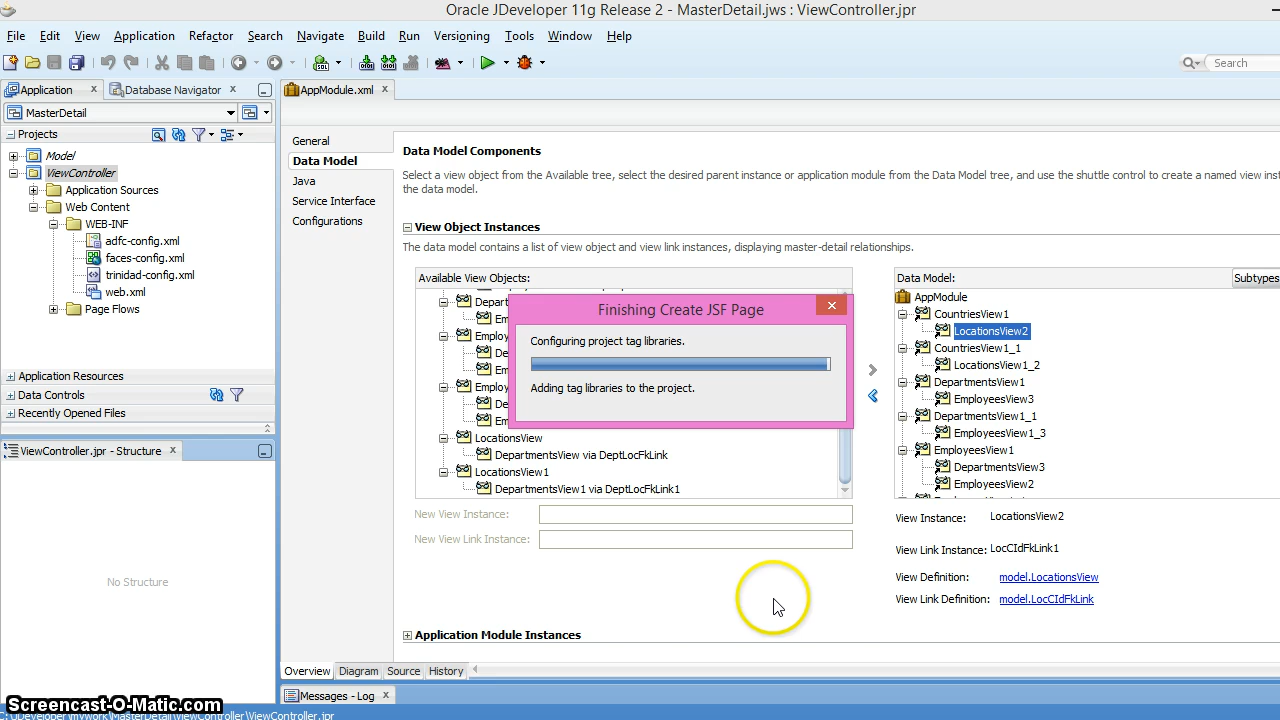 Oracle JDeveloper 11g Release 2 - MasterDetail.jws : ViewController.jpr
File Edit View Application Refactor Search Navigate Build Run Versioning Tools Window Help
Search
Application
Database Navigator
AppModule.xml
MasterDetail
Projects
Model
ViewController
Application Sources
Web Content
WEB-INF
adfc-config.xml
faces-config.xml
trinidad-config.xml
web.xml
Page Flows
Application Resources
Data Controls
Recently Opened Files
ViewController.jpr - Structure
No Structure
General
Data Model
Java
Service Interface
Configurations
Data Model Components
Select a view object from the Available tree, select the desired parent instance or application module from the Data Model tree, and use the shuttle control to create a named view
the data model.
View Object Instances
The data model contains a list of view object and view link instances, displaying master-detail relationships.
Available View Objects:
LocationsView
DepartmentsView via DeptLocFkLink
LocationsView1
DepartmentsView1 via DeptLocFkLink1
Finishing Create JSF Page
Configuring project tag libraries.
Adding tag libraries to the project.
Data Model:
Subtypes
AppModule
CountriesView1
LocationsView2
CountriesView1_1
LocationsView1_2
DepartmentsView1
EmployeesView3
DepartmentsView1_1
EmployeesView1_3
EmployeesView1
DepartmentsView3
EmployeesView2
New View Instance:
New View Link Instance:
View Instance: LocationsView2
View Link Instance: LocCIdFkLink1
View Definition: model.LocationsView
View Link Definition: model.LocCIdFkLink
Application Module Instances
Overview Diagram Source History
Messages - Log
Screencast-O-Matic.com